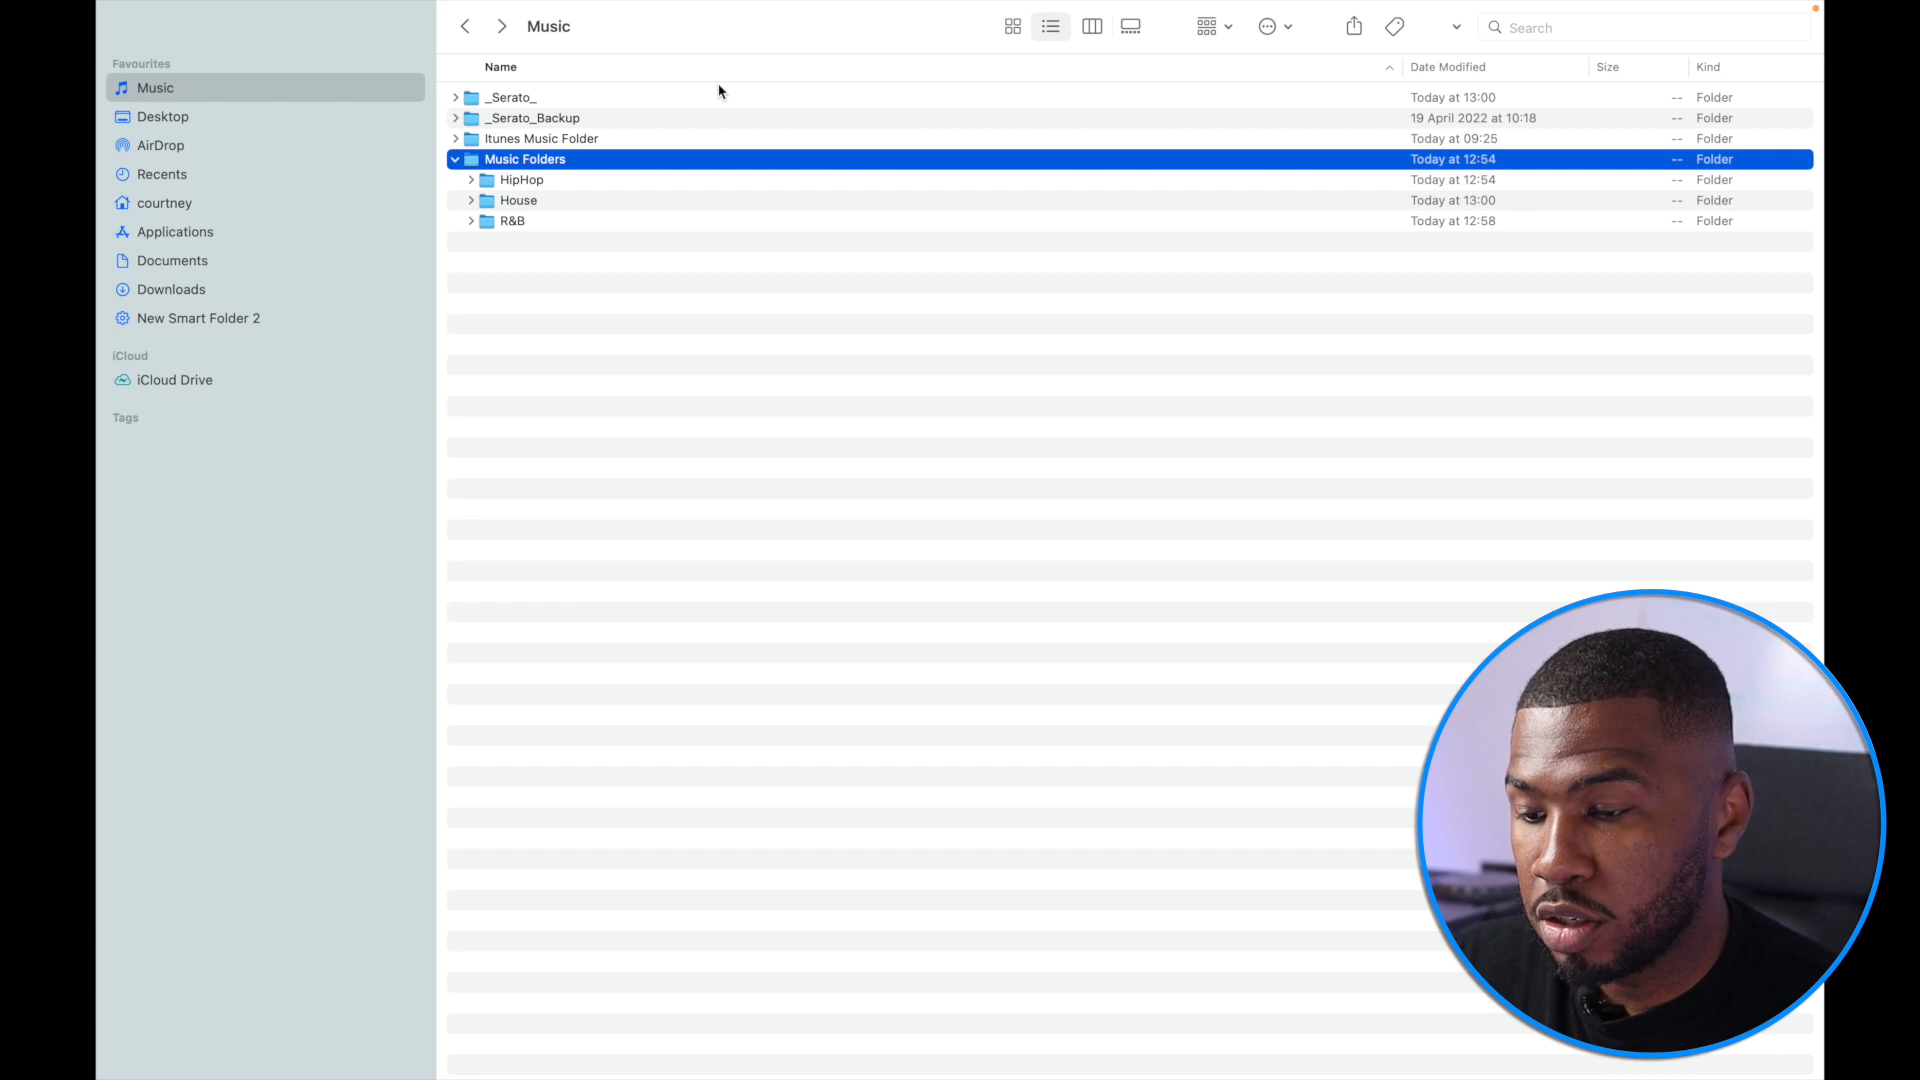 Music
Search
Favourites
Music
Desktop
AirDrop
Recents
courtney
Applications
Documents
Downloads
New Smart Folder 2
iCloud
iCloud Drive
Tags
Name Date Modified Size Kind
_Serato_ Today at 13:00 -- Folder
_Serato_Backup 19 April 2022 at 10:18 -- Folder
Itunes Music Folder Today at 09:25 -- Folder
Music Folders Today at 12:54 -- Folder
HipHop Today at 12:54 -- Folder
House Today at 13:00 -- Folder
R&B Today at 12:58 -- Folder